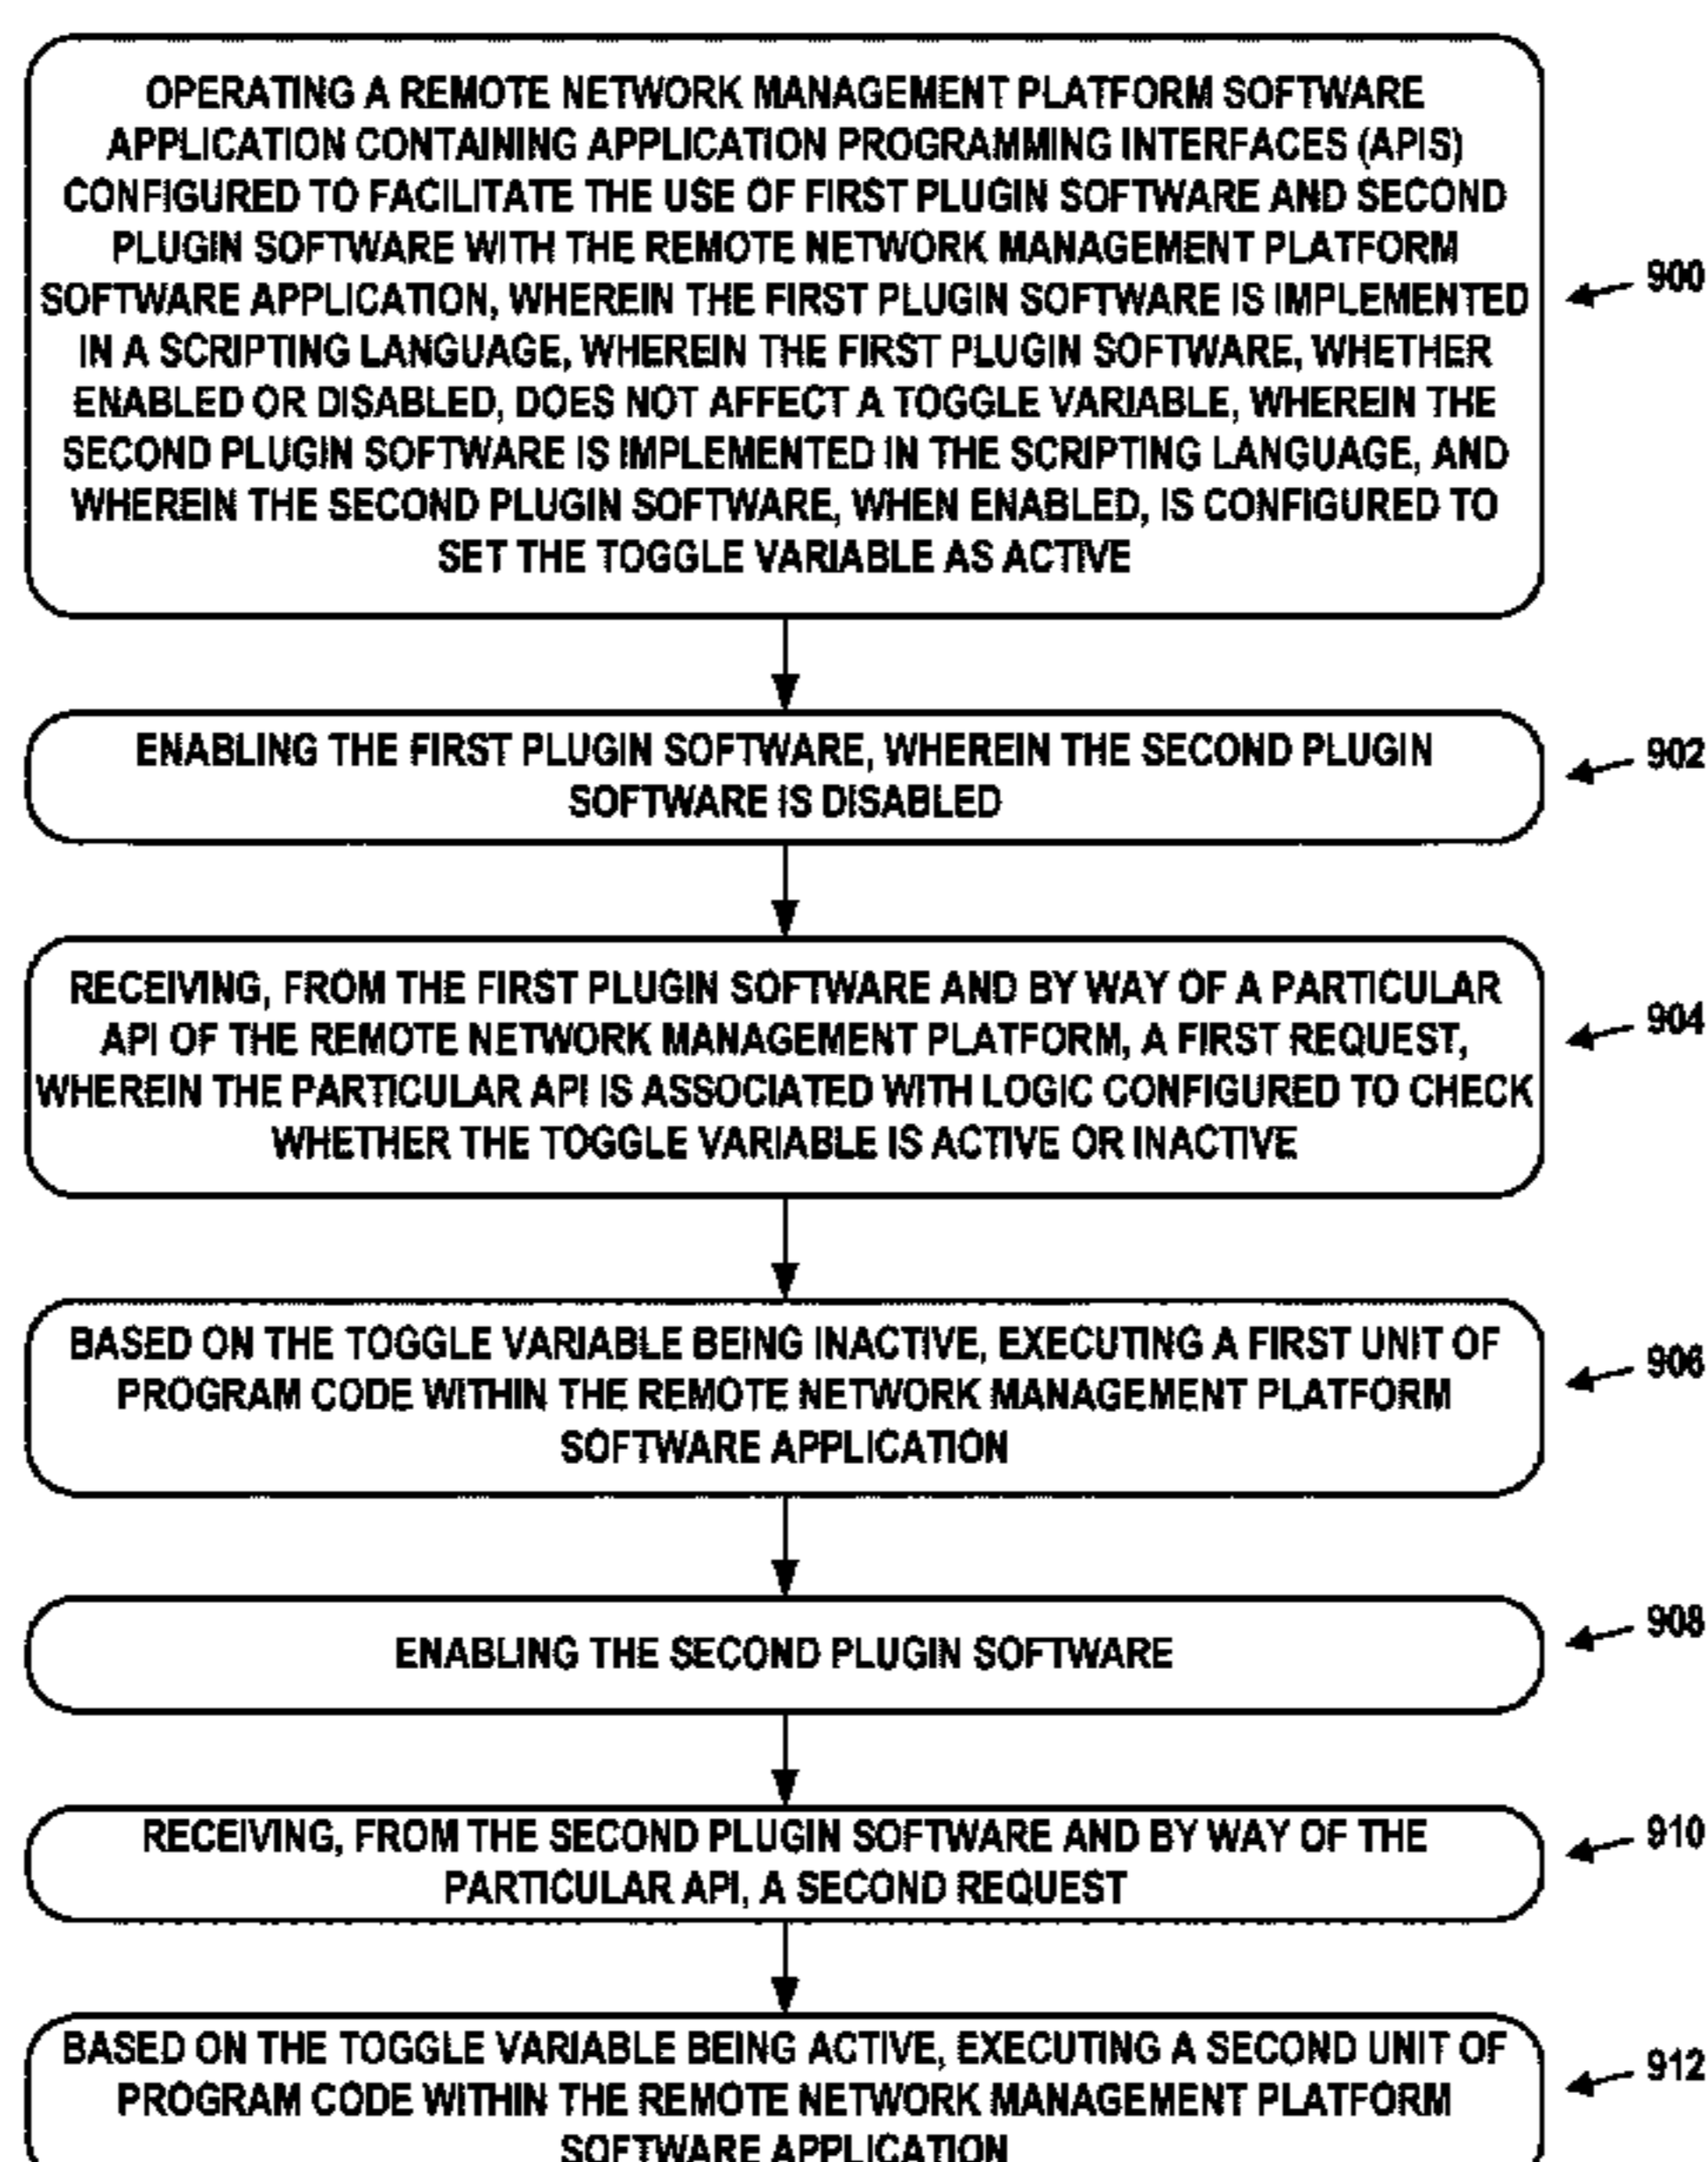 OPERATING A REMOTE NETWORK MANAGEMENT PLATFORM SOFTWARE
APPLICATION CONTAINING APPLICATION PROGRAMMING INTERFACES (APIS)
CONFIGURED TO FACILITATE THE USE OF FIRST PLUGIN SOFTWARE AND SECOND
PLUGIN SOFTWARE WITH THE REMOTE NETWORK MANAGEMENT PLATFORM
SOFTWARE APPLICATION, WHEREIN THE FIRST PLUGIN SOFTWARE IS IMPLEMENTED
IN A SCRIPTING LANGUAGE, WHEREIN THE FIRST PLUGIN SOFTWARE, WHETHER
ENABLED OR DISABLED, DOES NOT AFFECT A TOGGLE VARIABLE, WHEREIN THE
SECOND PLUGIN SOFTWARE IS IMPLEMENTED IN THE SCRIPTING LANGUAGE, AND
WHEREIN THE SECOND PLUGIN SOFTWARE, WHEN ENABLED, IS CONFIGURED TO
SET THE TOGGLE VARIABLE AS ACTIVE
900
ENABLING THE FIRST PLUGIN SOFTWARE, WHEREIN THE SECOND PLUGIN
SOFTWARE IS DISABLED
902
RECEIVING, FROM THE FIRST PLUGIN SOFTWARE AND BY WAY OF A PARTICULAR
API OF THE REMOTE NETWORK MANAGEMENT PLATFORM, A FIRST REQUEST,
WHEREIN THE PARTICULAR API IS ASSOCIATED WITH LOGIC CONFIGURED TO CHECK
WHETHER THE TOGGLE VARIABLE IS ACTIVE OR INACTIVE
904
BASED ON THE TOGGLE VARIABLE BEING INACTIVE, EXECUTING A FIRST UNIT OF
PROGRAM CODE WITHIN THE REMOTE NETWORK MANAGEMENT PLATFORM
SOFTWARE APPLICATION
906
ENABLING THE SECOND PLUGIN SOFTWARE
908
RECEIVING, FROM THE SECOND PLUGIN SOFTWARE AND BY WAY OF THE
PARTICULAR API, A SECOND REQUEST
910
BASED ON THE TOGGLE VARIABLE BEING ACTIVE, EXECUTING A SECOND UNIT OF
PROGRAM CODE WITHIN THE REMOTE NETWORK MANAGEMENT PLATFORM
SOFTWARE APPLICATION
912